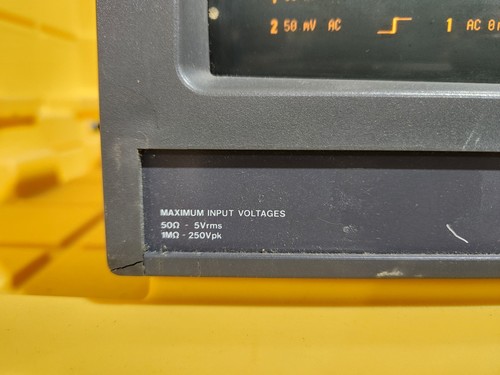 2 50 mV AC 1 AC
MAXIMUM INPUT VOLTAGES
50Ω - 5Vrms
1MΩ - 250Vpk